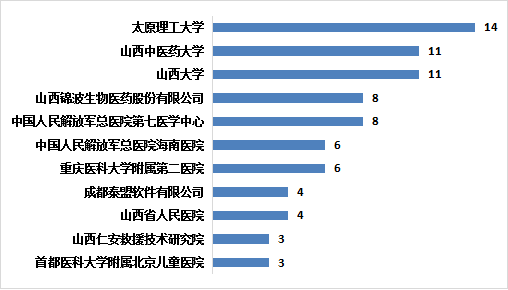 太原理工大学 14
山西中医药大学 11
山西大学 11
山西锦波生物医药股份有限公司 8
中国人民解放军总医院第七医学中心 8
中国人民解放军总医院海南医院 6
重庆医科大学附属第二医院 6
成都泰盟软件有限公司 4
山西省人民医院 4
山西仁安救援技术研究院 3
首都医科大学附属北京儿童医院 3